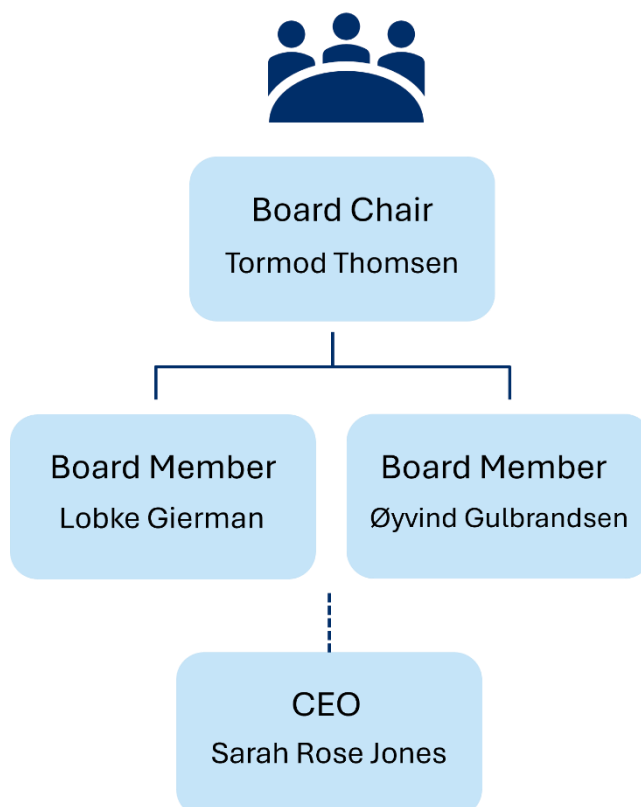 Board Chair
Tormod Thomsen
Board Member
Lobke Gierman
Board Member
Øyvind Gulbrandsen
CEO
Sarah Rose Jones